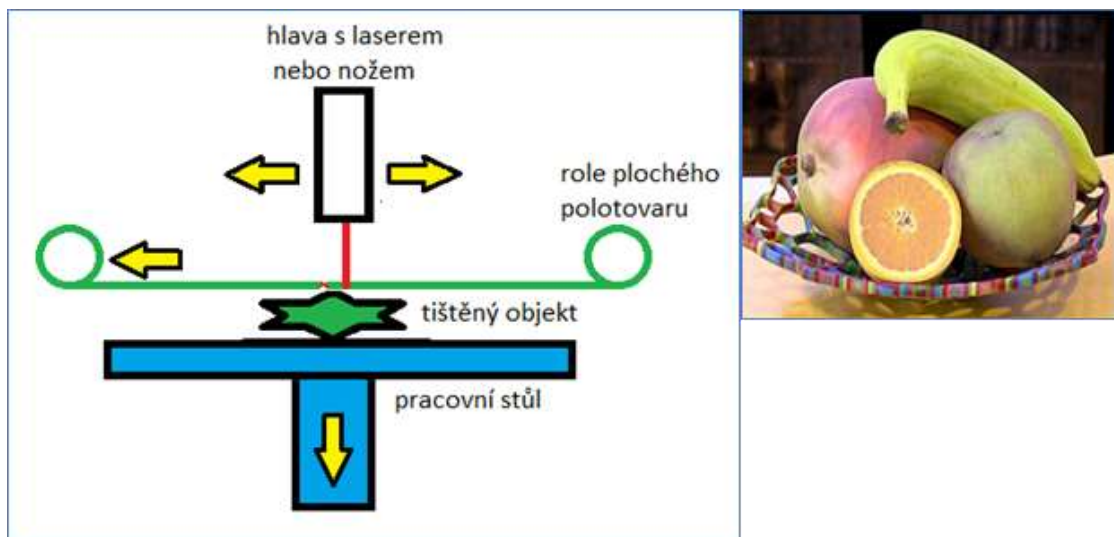 hlava s laserem
nebo nožem
role plochého
polotovaru
tištěný objekt
pracovní stůl